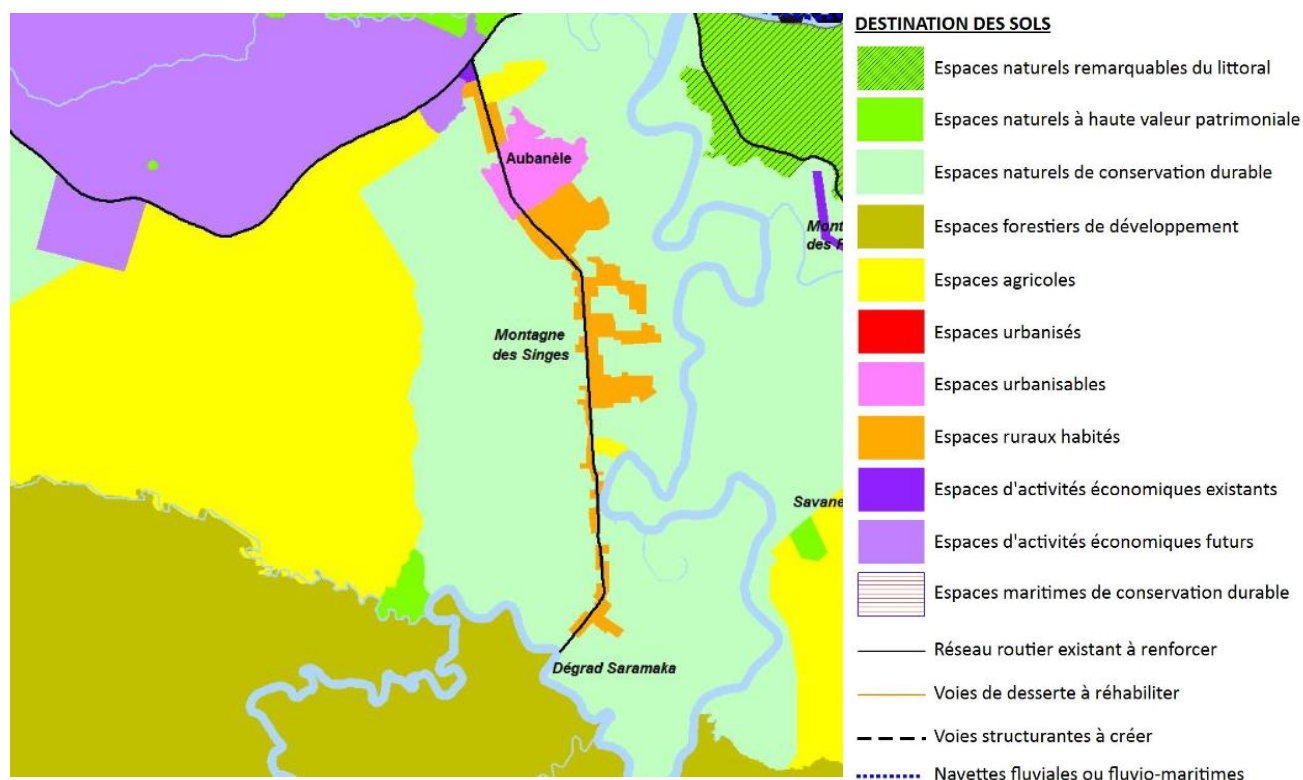 Aubanèle
Montagne
des Singes
Dégrad Saramaka
DESTINATION DES SOLS
Espaces naturels remarquables du littoral
Espaces naturels à haute valeur patrimoniale
Espaces naturels de conservation durable
Espaces forestiers de développement
Espaces agricoles
Espaces urbanisés
Espaces urbanisables
Espaces ruraux habités
Espaces d'activités économiques existants
Espaces d'activités économiques futurs
Espaces maritimes de conservation durable
Réseau routier existant à renforcer
Voies de desserte à réhabiliter
Voies structurantes à créer
Navettes fluviales ou fluvio-maritimes